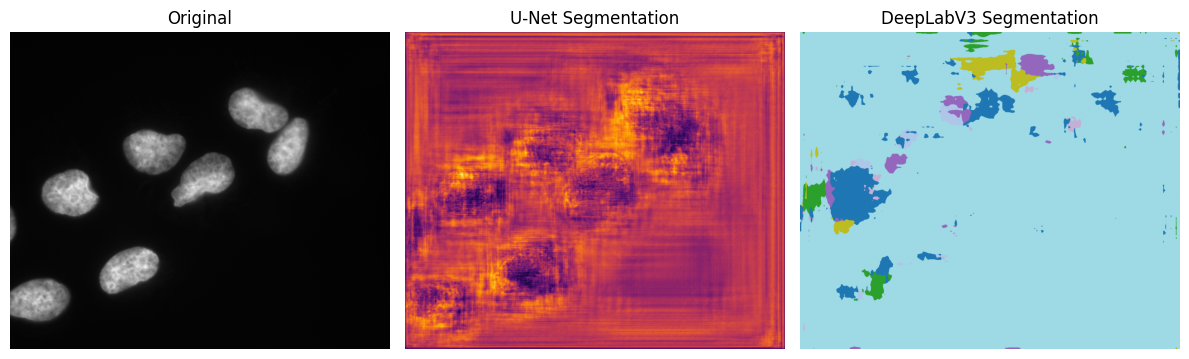 Original
U-Net Segmentation
DeepLabV3 Segmentation